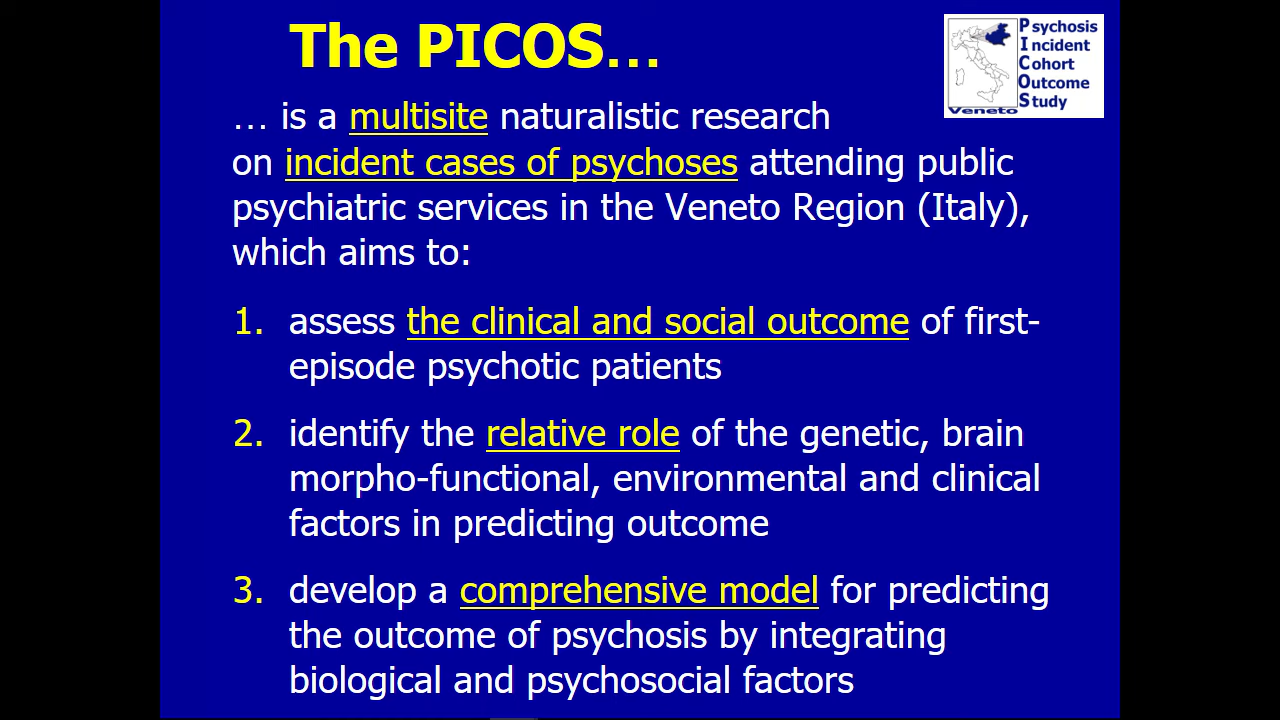 The PICOS...
Psychosis
Incident
Cohort
Outcome
Study
Veneto
... is a multisite naturalistic research
on incident cases of psychoses attending public
psychiatric services in the Veneto Region (Italy),
which aims to:
1. assess the clinical and social outcome of first-
episode psychotic patients
2. identify the relative role of the genetic, brain
morpho-functional, environmental and clinical
factors in predicting outcome
3. develop a comprehensive model for predicting
the outcome of psychosis by integrating
biological and psychosocial factors